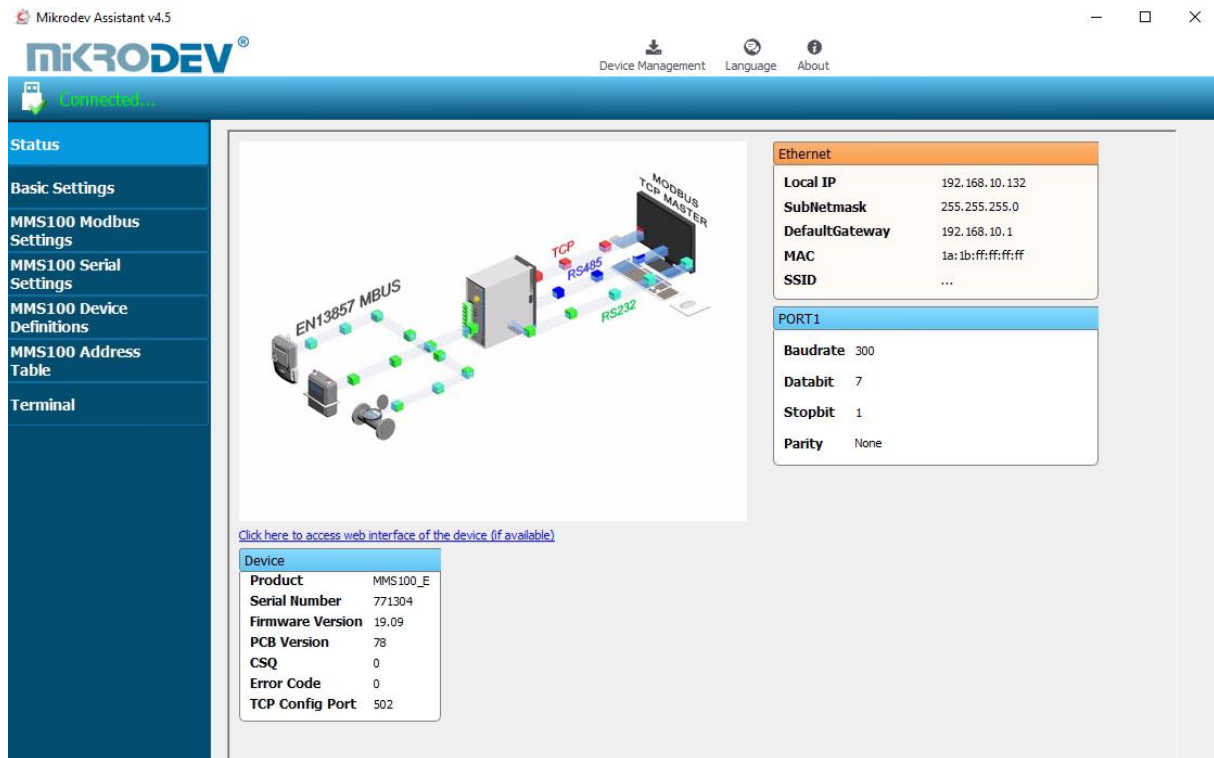 Mikrodev Assistant v4.5
MiKRODEV®
Device Management Language About
Connected...
Status
Basic Settings
MMS100 Modbus
Settings
MMS100 Serial
Settings
MMS100 Device
Definitions
MMS100 Address
Table
Terminal
MODBUS
TCP MASTER
TCP
RS485
RS232
EN13857 MBUS
Click here to access web interface of the device (if available)
Device
Product MMS100_E
Serial Number 771304
Firmware Version 19.09
PCB Version 78
CSQ 0
Error Code 0
TCP Config Port 502
Ethernet
Local IP 192.168.10.132
SubNetmask 255.255.255.0
DefaultGateway 192.168.10.1
MAC 1a:1b:ff:ff:ff:ff
SSID ...
PORT1
Baudrate 300
Databit 7
Stopbit 1
Parity None